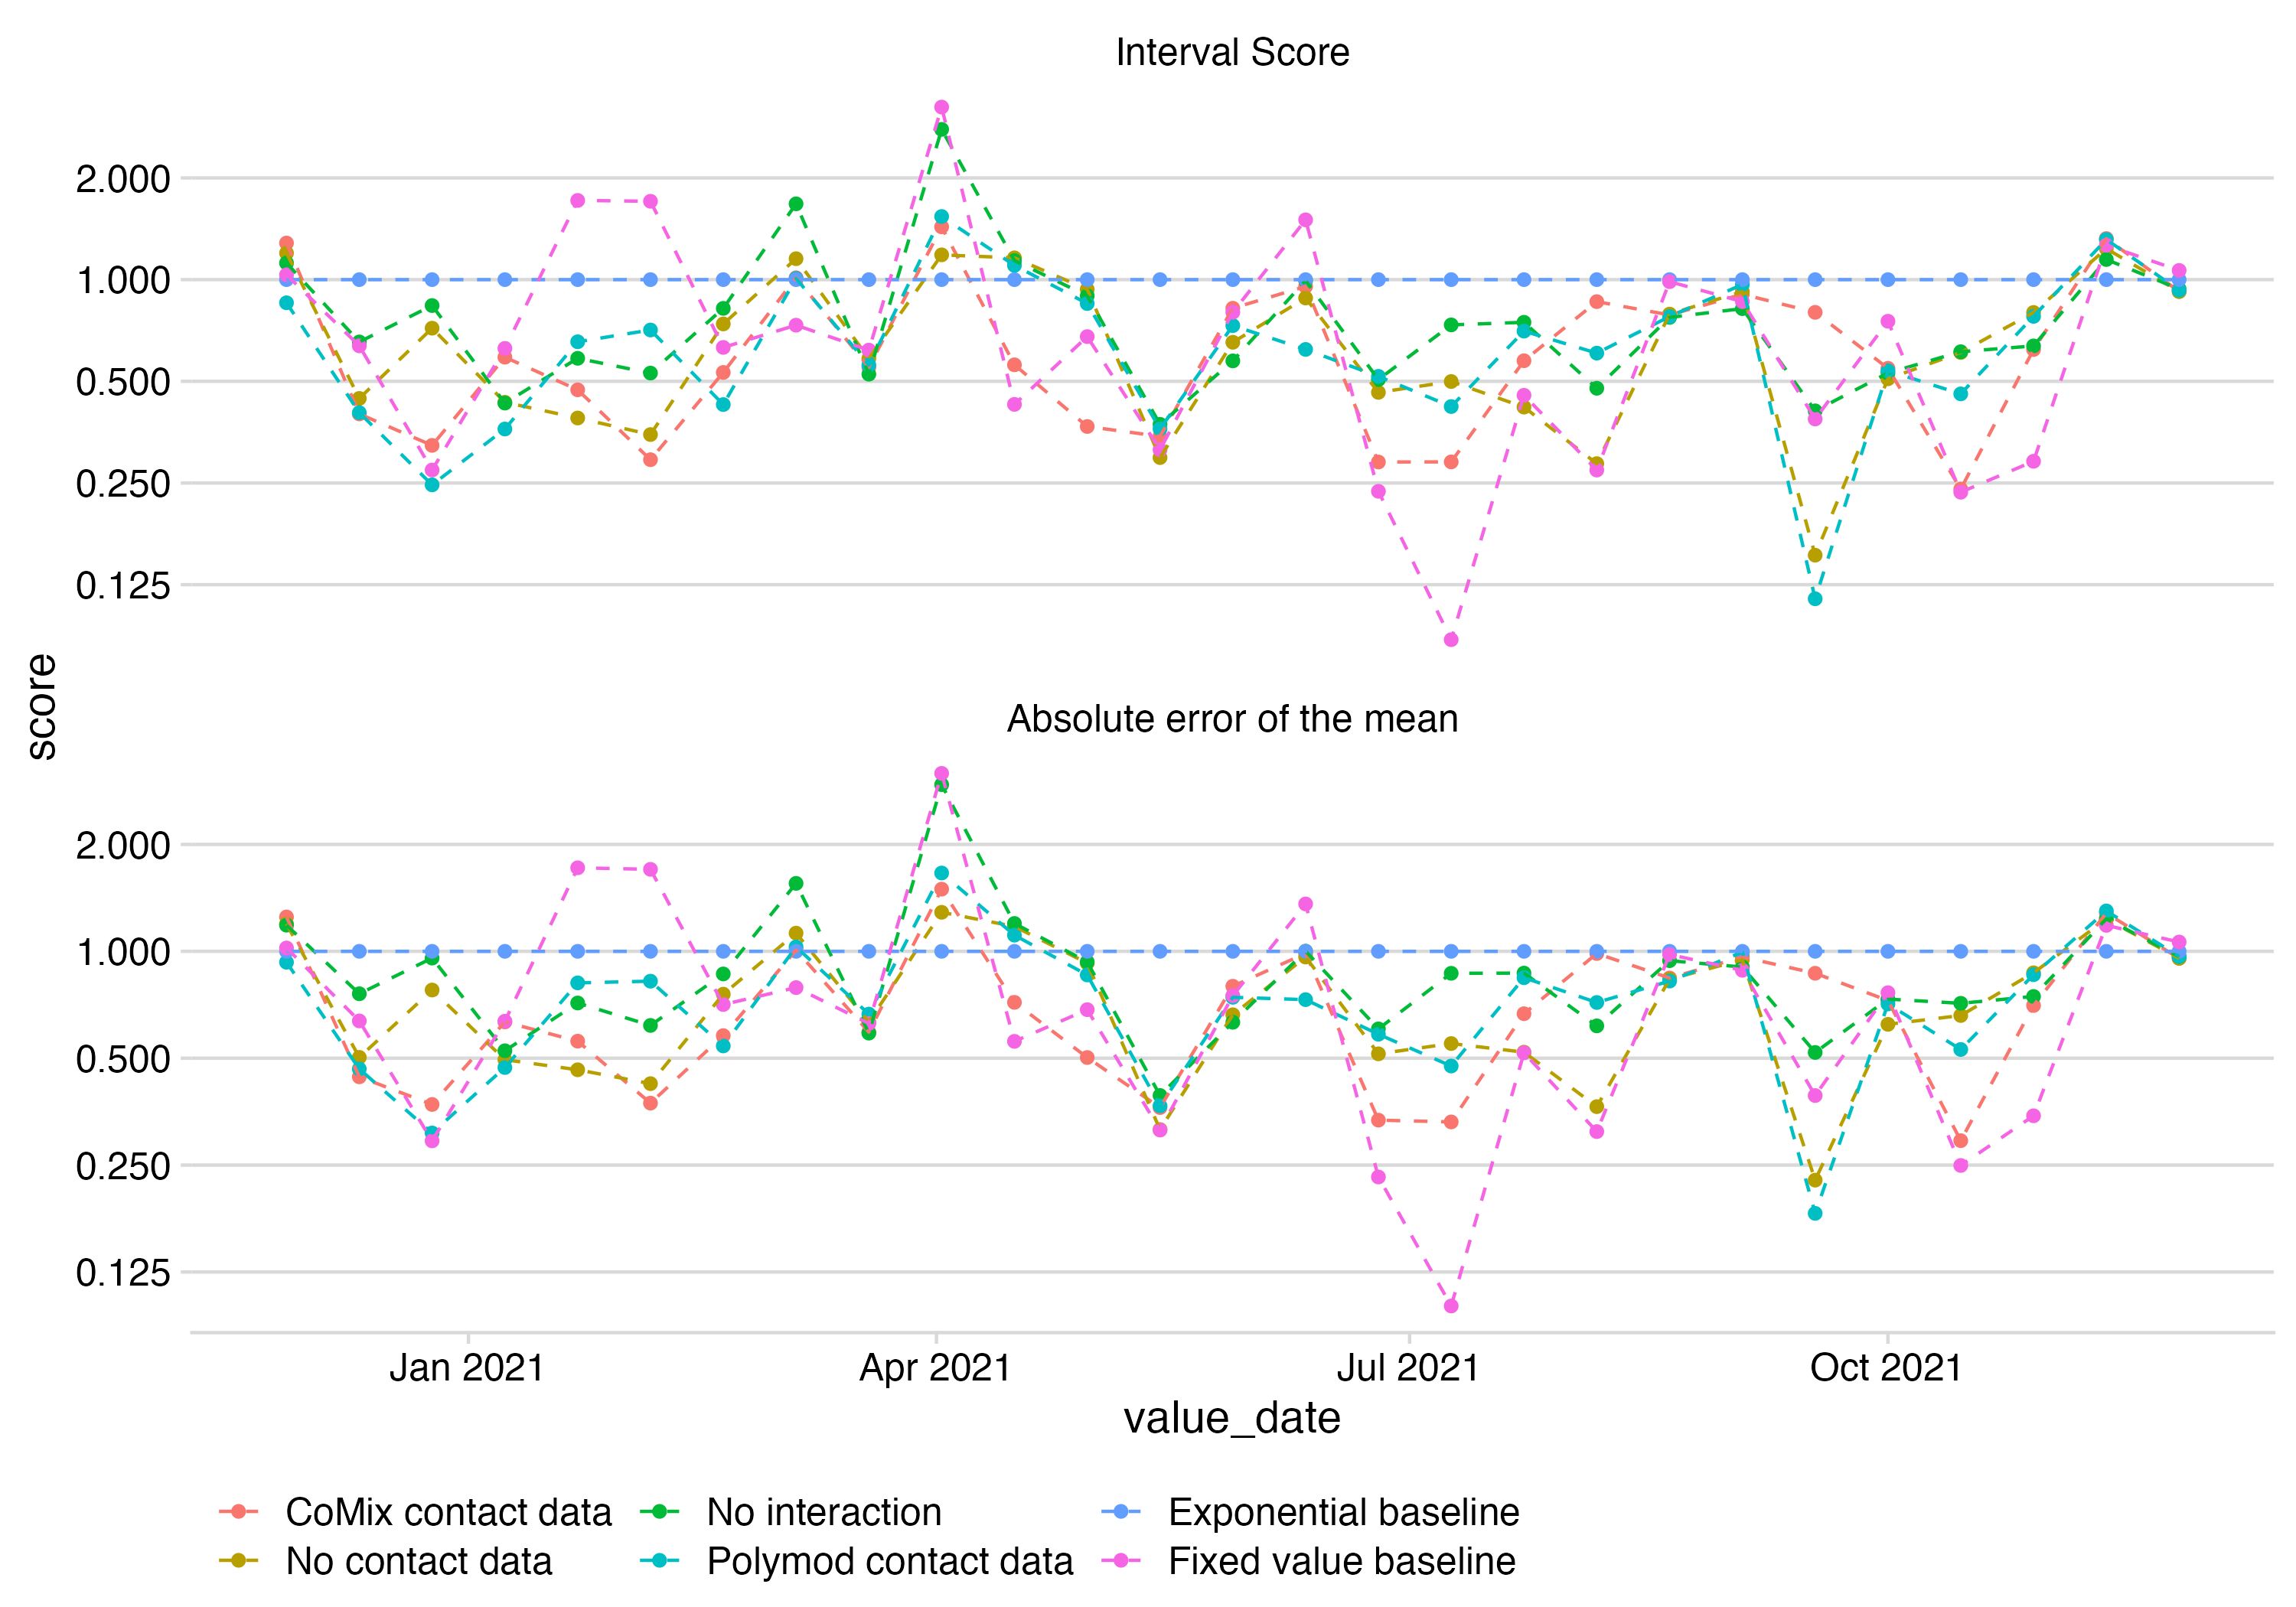 Interval Score
2.000
1.000
0.500
0.250
0.125
score
Absolute error of the mean
2.000
1.000
0.500
0.250
0.125
Jan 2021 Apr 2021 Jul 2021 Oct 2021
value_date
CoMix contact data No interaction Exponential baseline
No contact data Polymod contact data Fixed value baseline